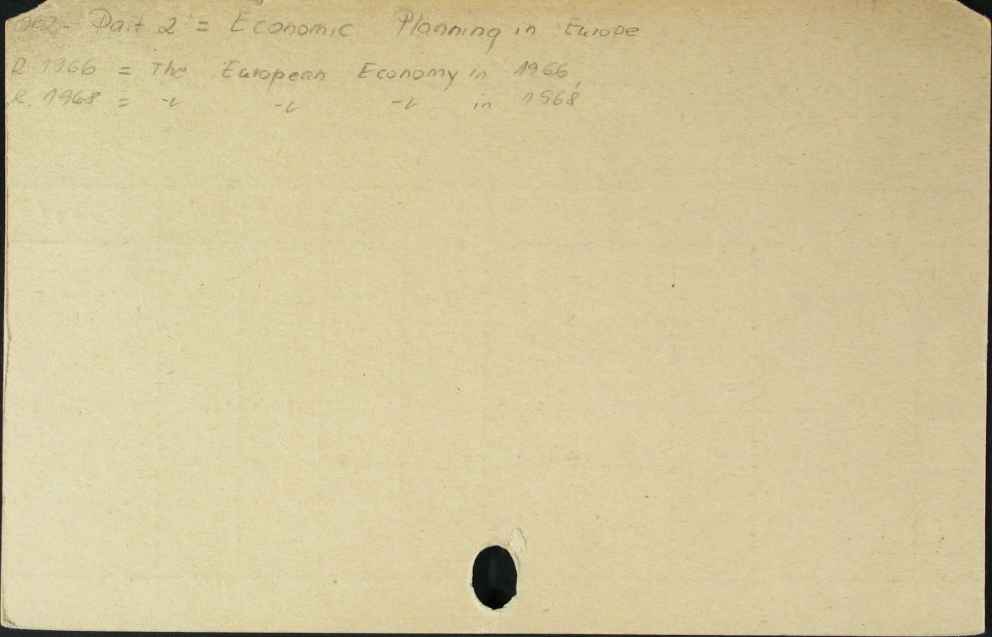 Part 2 = Economic Planning in Europe
R. 1966 = The European Economy in 1966,
R. 1968 = -"- -"- -"- in 1968,